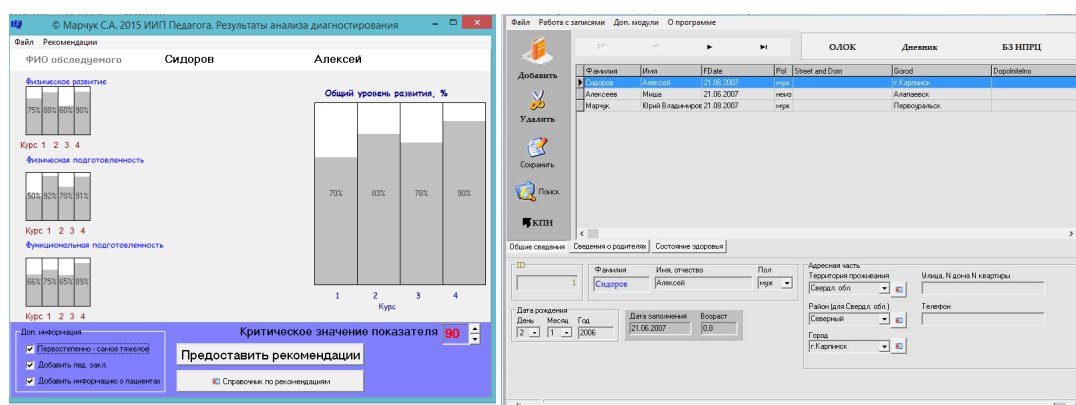 © Марчук С.А. 2015 ИИП Педагога. Результаты анализа диагностирования
Файл Рекомендации
ФИО обследуемого Сидоров Алексей
Физическое развитие
75% 88% 60% 90%
Курс 1 2 3 4
Физическая подготовленность
50% 92% 70% 91%
Курс 1 2 3 4
Функциональная подготовленность
66% 75% 65% 89%
Курс 1 2 3 4
Общий уровень развития, %
70% 83% 78% 90%
1 2 3 4
Курс
Доп. информация
Первостепенно - самое тяжелое
Добавить пед. закл.
Добавить информацию о пациентах
Критическое значение показателя 90
Предоставить рекомендации
Справочник по рекомендациям
Файл Работа с записями Доп. модули О программе
Добавить
Удалить
Сохранить
Поиск
КПН
ОЛОК Дневник БЗ НПРЦ
Фамилия Имя FDate Pol Street and Dom Gorod Dopolnitelno
Сидоров Алексей 21.06.2007 муж г.Карпинск
Алексеев Миша 21.06.2007 неиз Алапаевск
Марчук Юрий Владимиров 21.08.2007 муж Первоуральск
Общие сведения Сведения о родителях Состояние здоровья
ID
1
Фамилия Имя, отчество Пол
Сидоров Алексей муж
Дата рождения
День Месяц Год
2 1 2006
Дата заполнения Возраст
21.06.2007 0,8
Адресная часть
Территория проживания Улица, N дома N квартиры
Свердл. обл.
Район (для Свердл. обл.) Телефон
Северный
Город
г.Карпинск